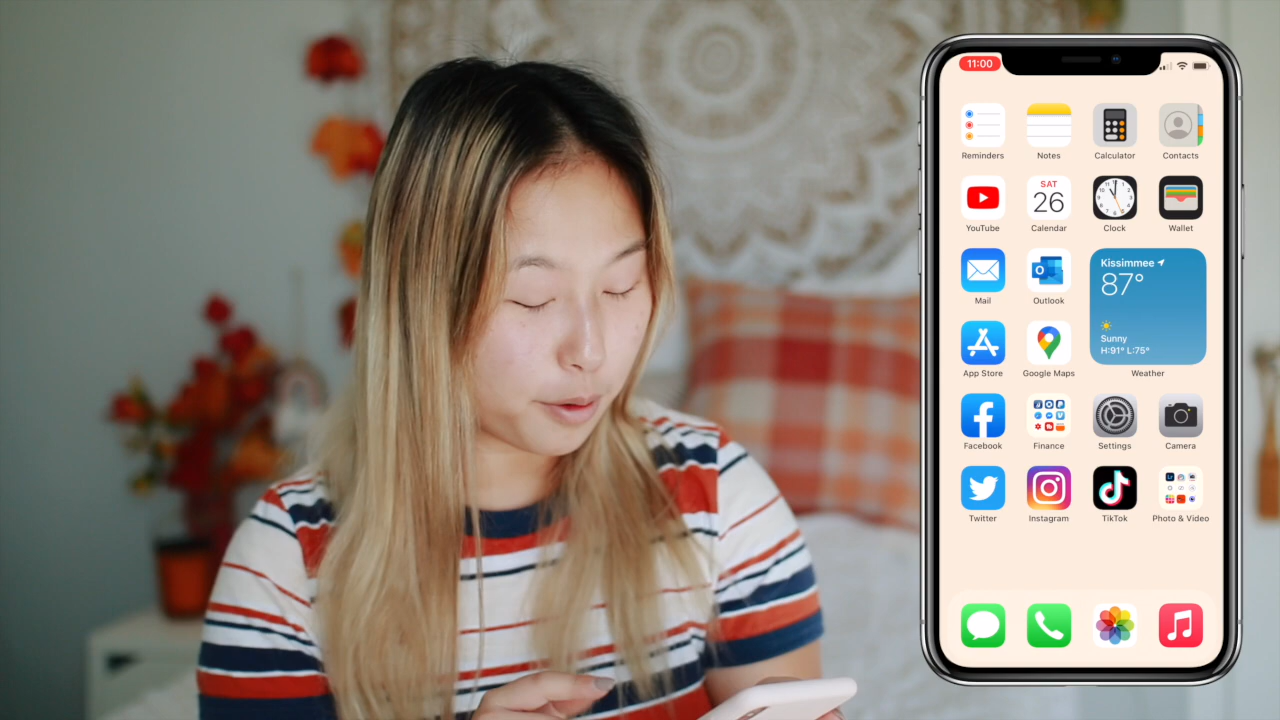 11:00
Reminders Notes Calculator Contacts
YouTube SAT 26 Calendar Clock Wallet
Kissimmee
87°
Mail Outlook
Sunny
H:91° L:75°
App Store Google Maps Weather
Facebook Finance Settings Camera
Twitter Instagram TikTok Photo & Video